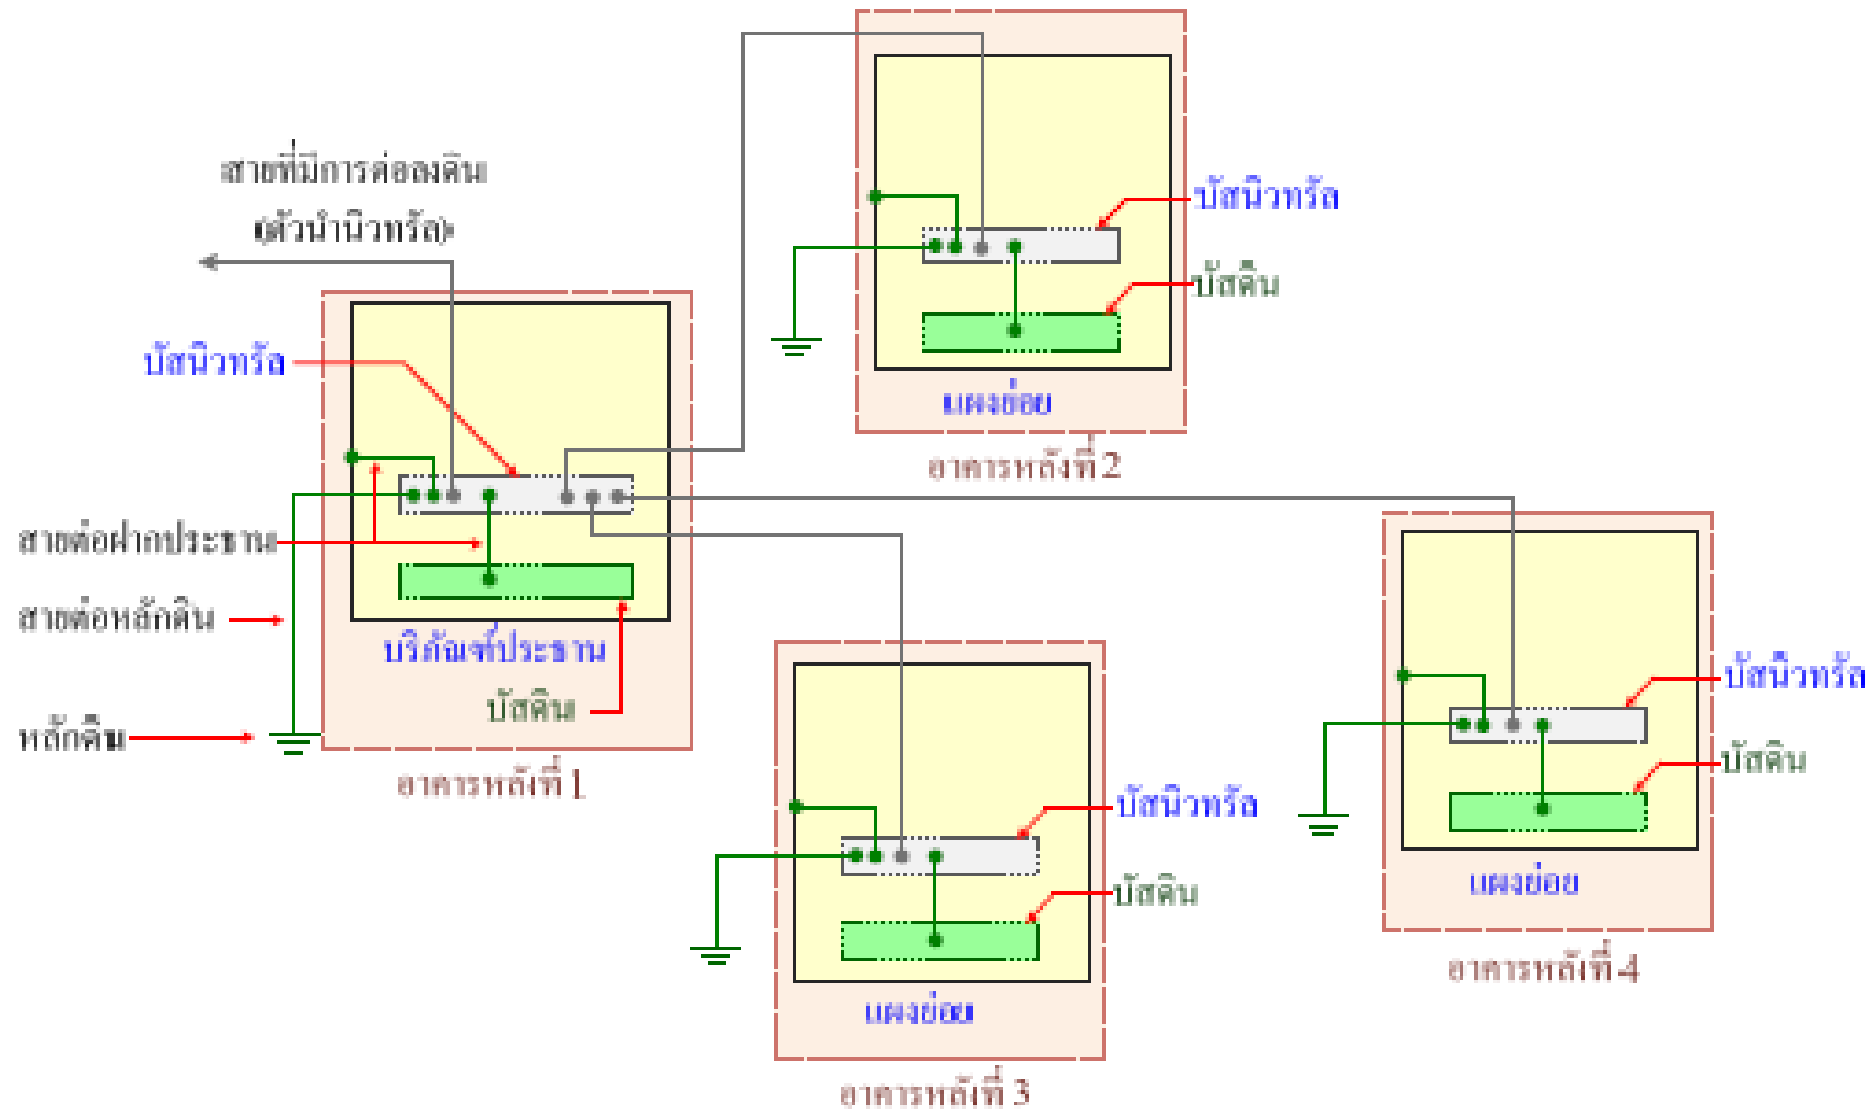 สายที่มีการต่อลงดิน
(ตัวนำนิวทรัล)
บัสนิวทรัล
สายต่อฝากประธาน
สายต่อหลักดิน
หลักดิน
บริภัณฑ์ประธาน
บัสดิน
อาคารหลังที่ 1
บัสนิวทรัล
บัสดิน
แผงย่อย
อาคารหลังที่ 2
บัสนิวทรัล
บัสดิน
แผงย่อย
อาคารหลังที่ 3
บัสนิวทรัล
บัสดิน
แผงย่อย
อาคารหลังที่ 4